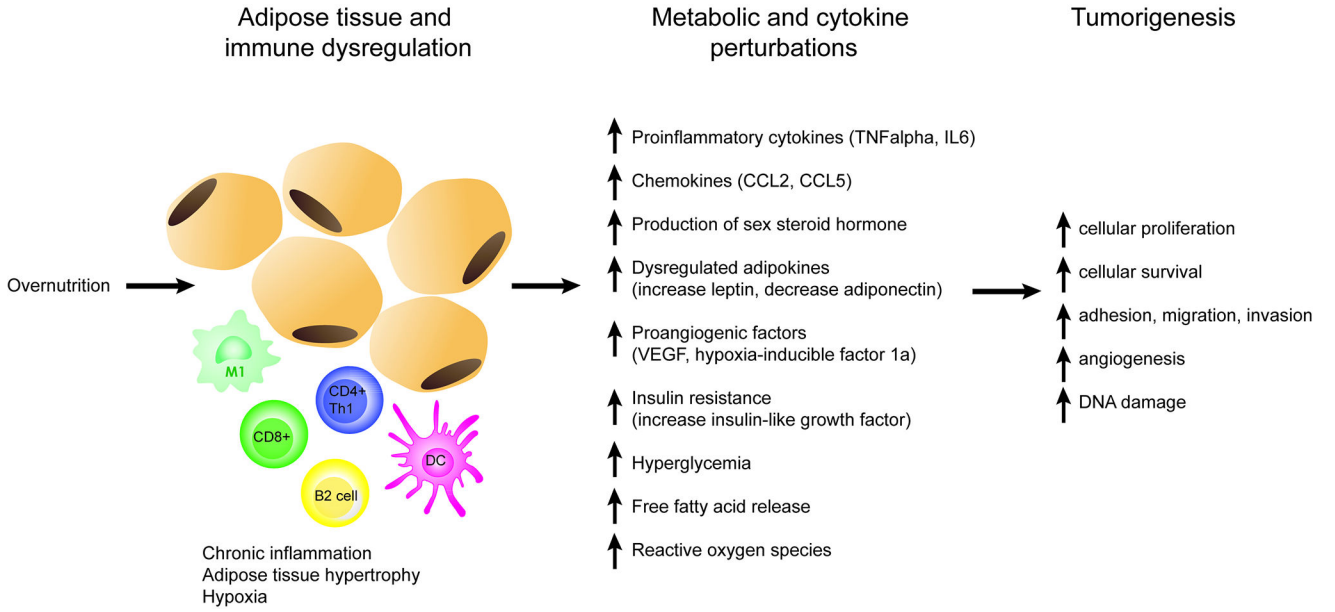 Adipose tissue and
immune dysregulation
Metabolic and cytokine
perturbations
Tumorigenesis
Overnutrition
M1
CD4+
Th1
CD8+
DC
B2 cell
Chronic inflammation
Adipose tissue hypertrophy
Hypoxia
Proinflammatory cytokines (TNFalpha, IL6)
Chemokines (CCL2, CCL5)
Production of sex steroid hormone
Dysregulated adipokines
(increase leptin, decrease adiponectin)
Proangiogenic factors
(VEGF, hypoxia-inducible factor 1a)
Insulin resistance
(increase insulin-like growth factor)
Hyperglycemia
Free fatty acid release
Reactive oxygen species
cellular proliferation
cellular survival
adhesion, migration, invasion
angiogenesis
DNA damage